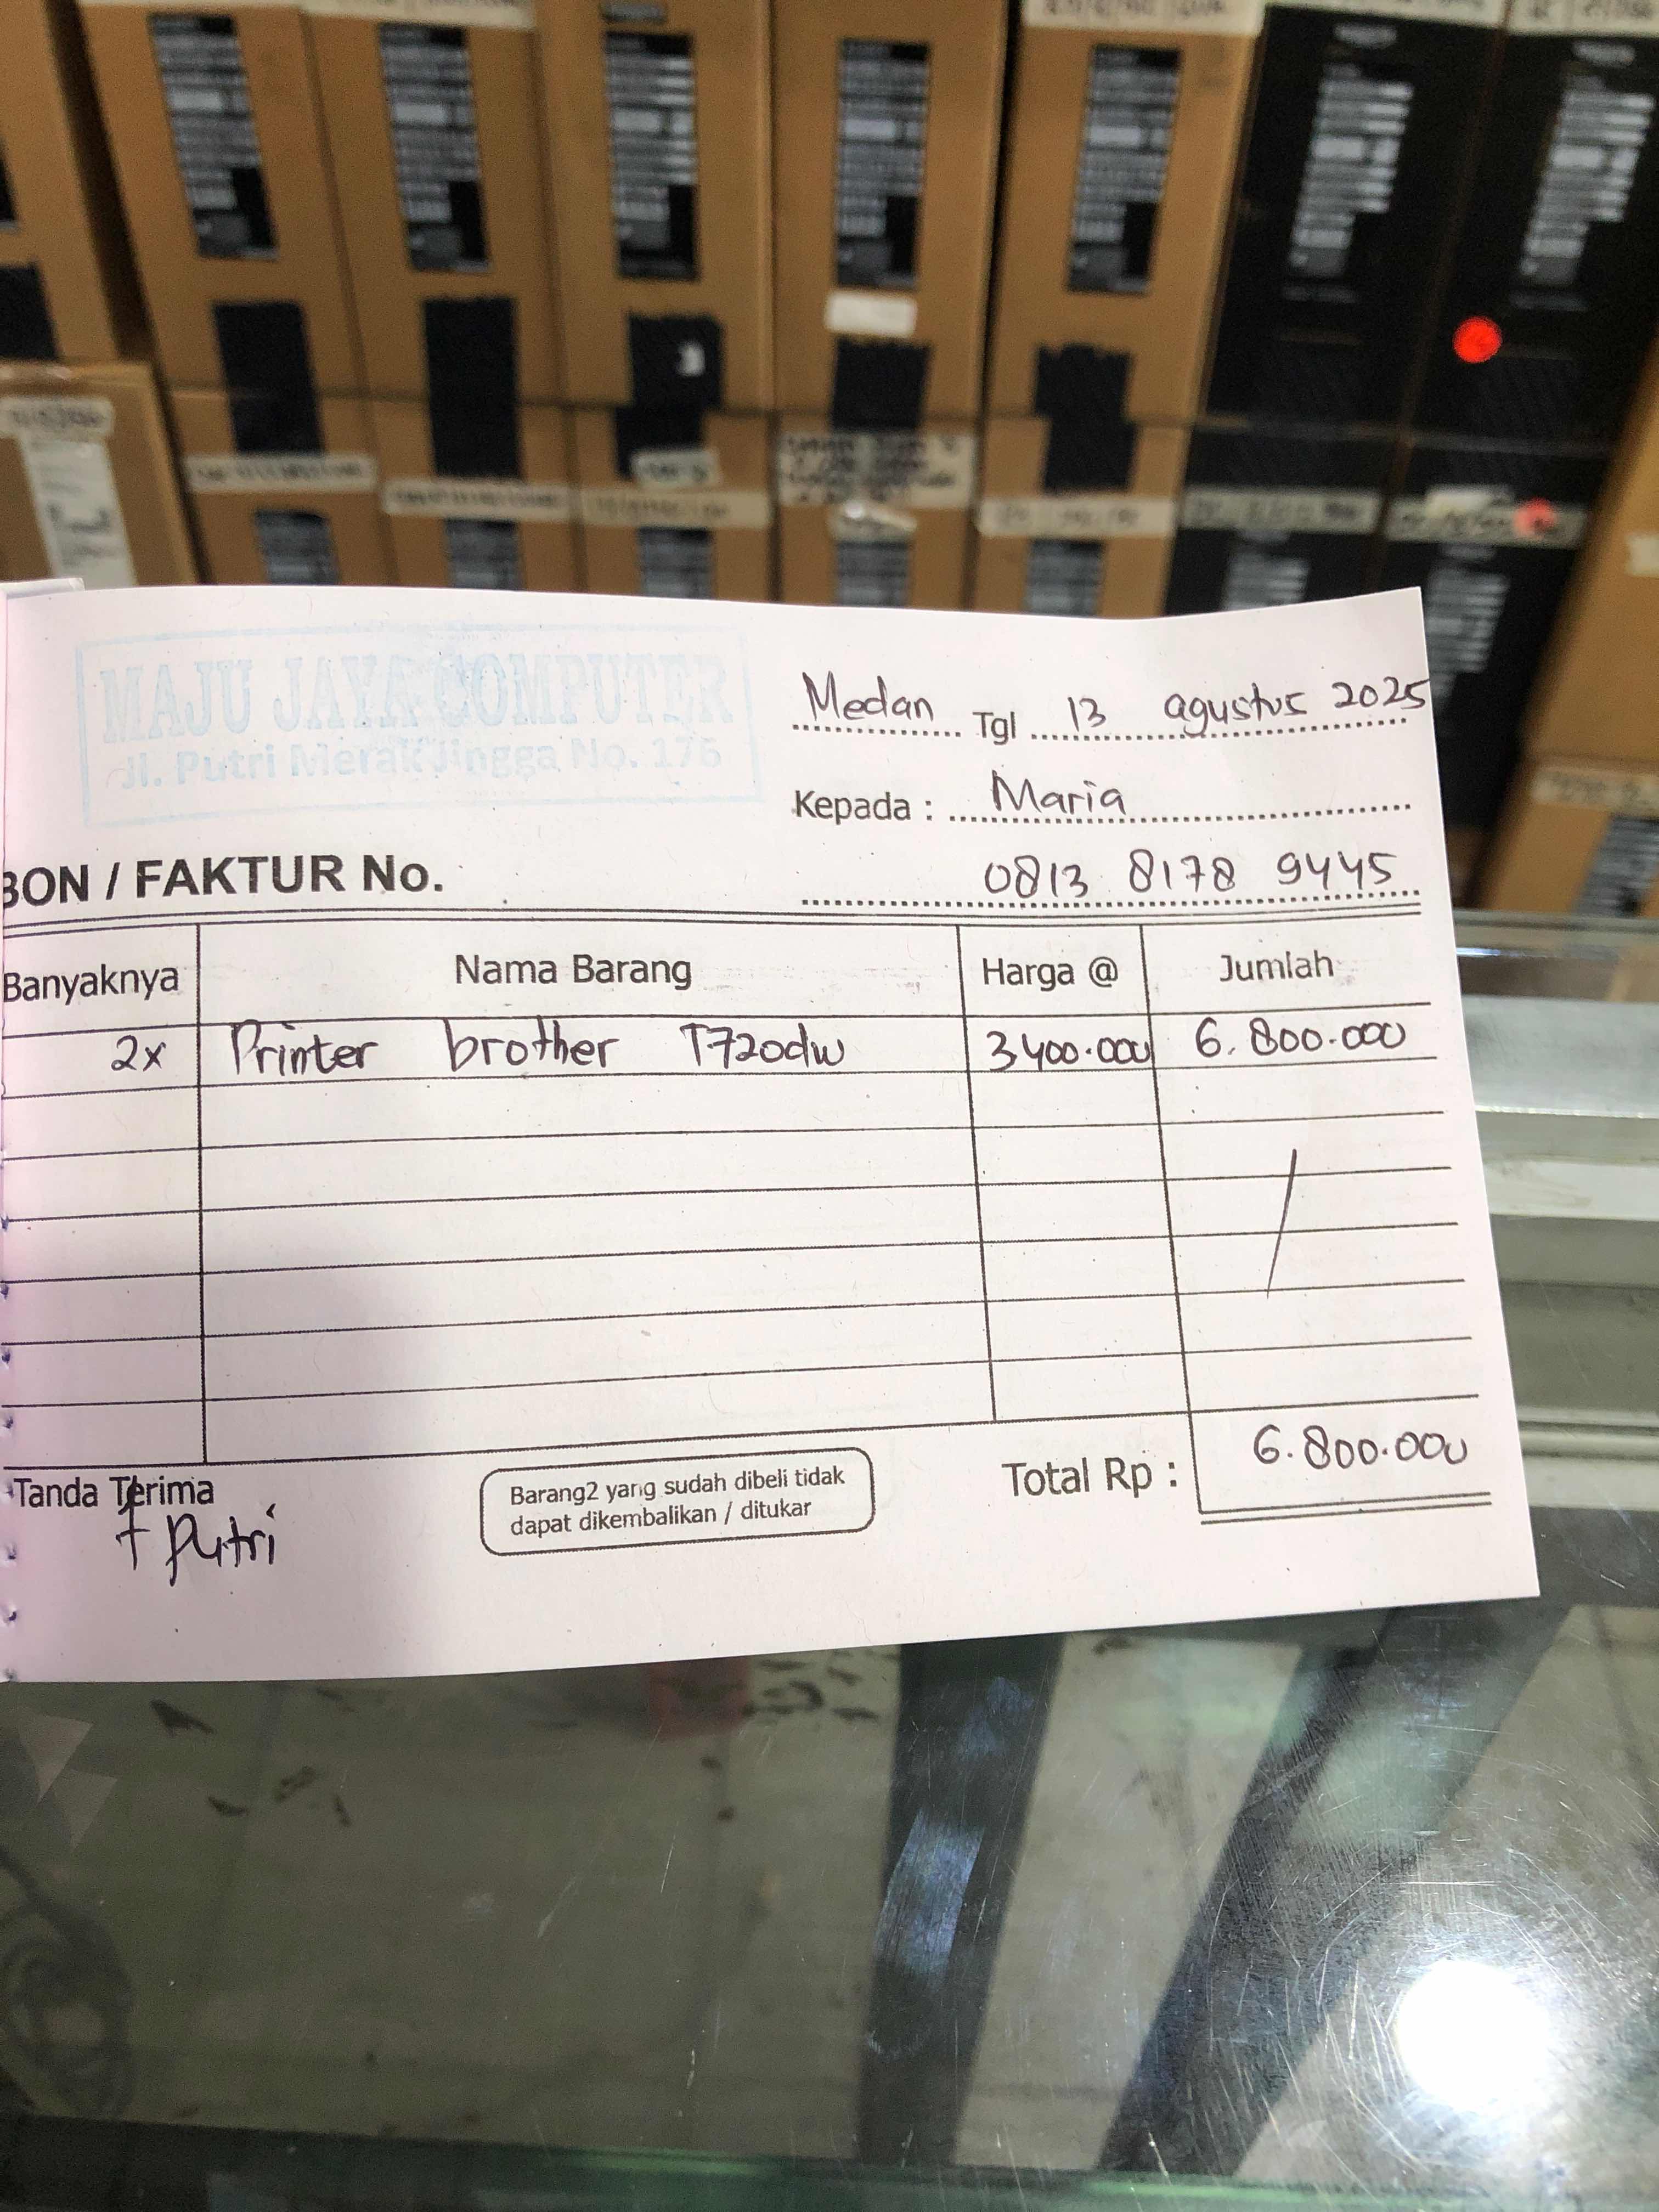 MAJU JAYA COMPUTER
Jl. Putri Merak Jingga No. 176
Medan Tgl 13 agustus 2025
Kepada : Maria
0813 8178 9445
BON / FAKTUR No.
Banyaknya Nama Barang Harga @ Jumlah
2x Printer brother T720dw 3400.000 6.800.000
Total Rp : 6.800.000
Tanda Terima
Putri
Barang2 yang sudah dibeli tidak
dapat dikembalikan / ditukar